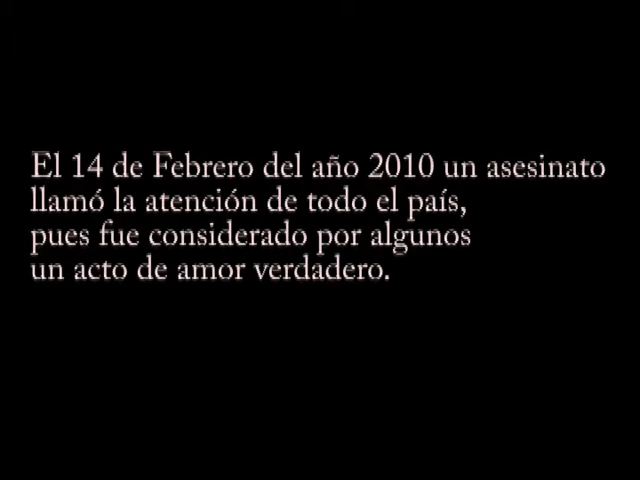 El 14 de Febrero del año 2010 un asesinato
llamó la atención de todo el país,
pues fue considerado por algunos
un acto de amor verdadero.